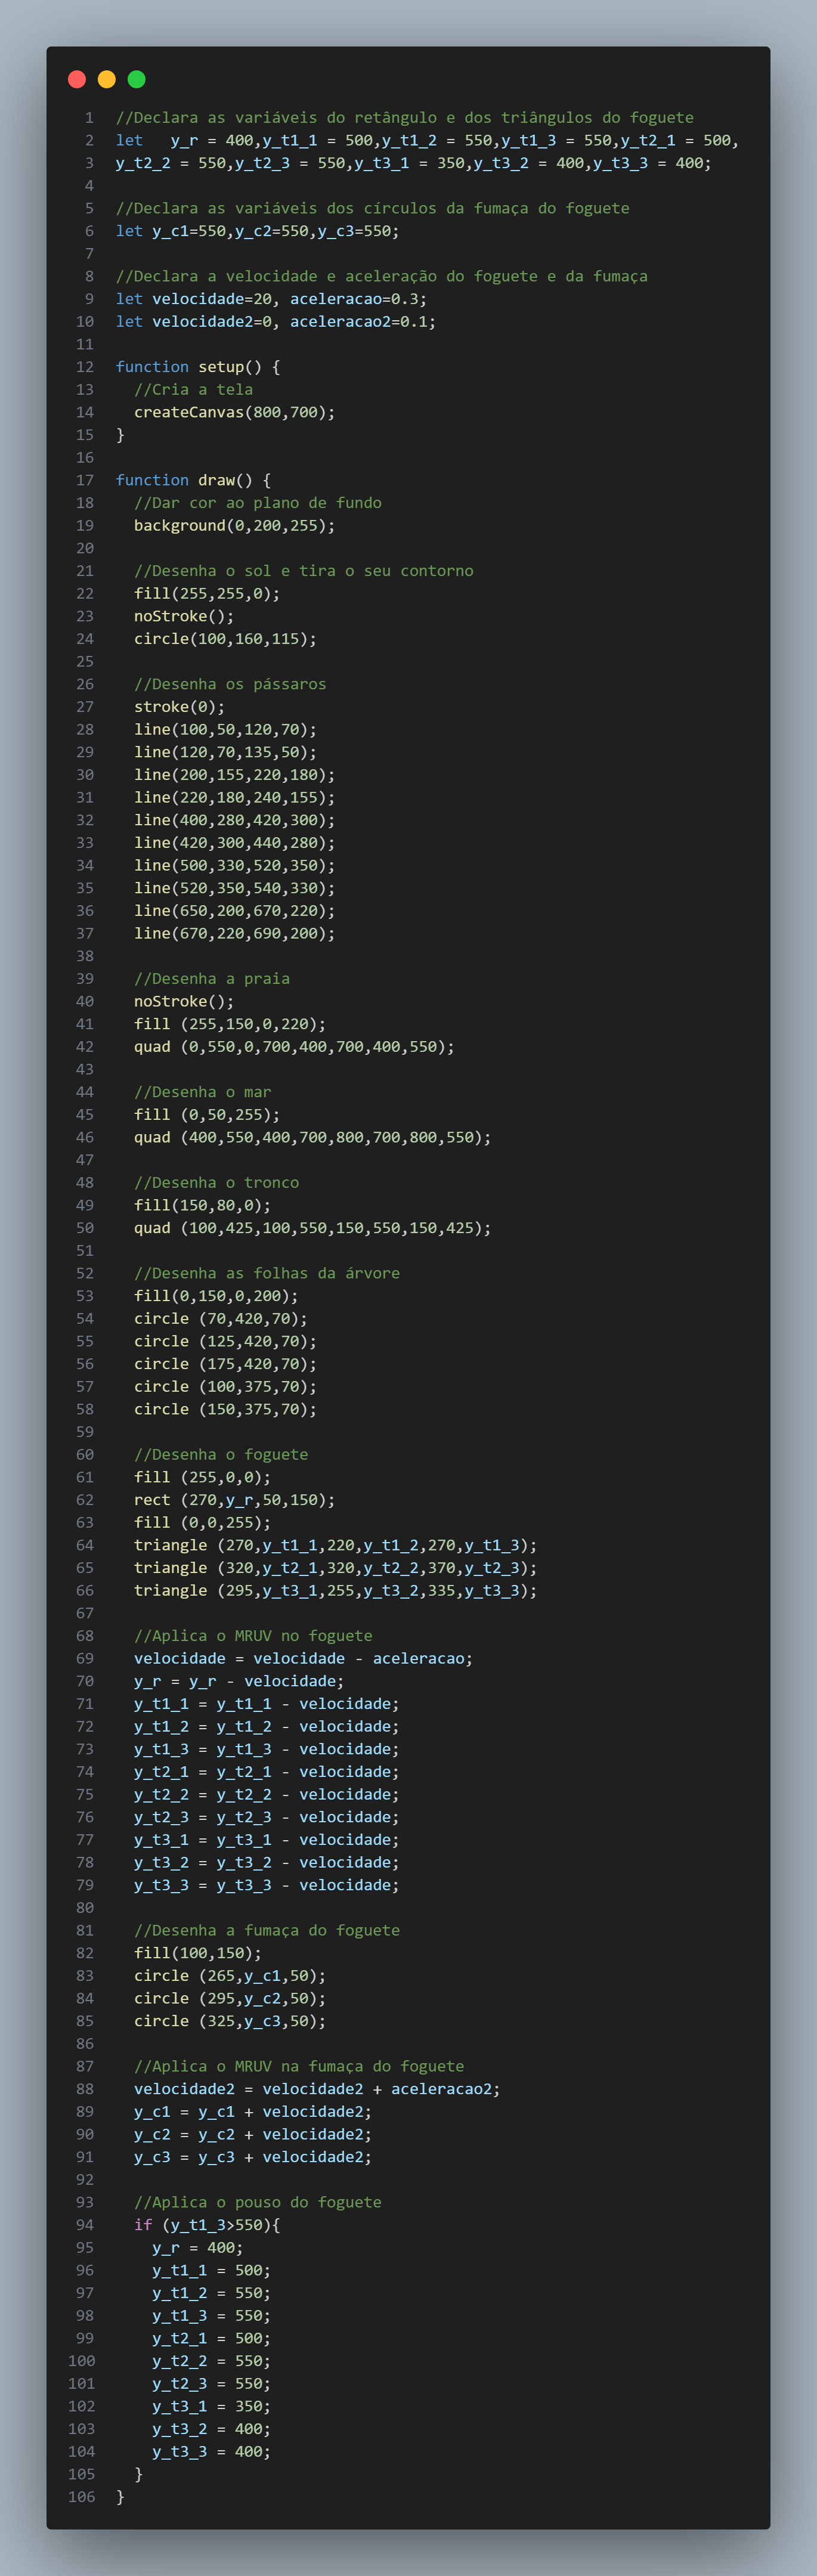 1 //Declara as variáveis do retângulo e dos triângulos do foguete
2 let   y_r = 400,y_t1_1 = 500,y_t1_2 = 550,y_t1_3 = 550,y_t2_1 = 500,
3 y_t2_2 = 550,y_t2_3 = 550,y_t3_1 = 350,y_t3_2 = 400,y_t3_3 = 400;
4
5 //Declara as variáveis dos círculos da fumaça do foguete
6 let y_c1=550,y_c2=550,y_c3=550;
7
8 //Declara a velocidade e aceleração do foguete e da fumaça
9 let velocidade=20, aceleracao=0.3;
10 let velocidade2=0, aceleracao2=0.1;
11
12 function setup() {
13   //Cria a tela
14   createCanvas(800,700);
15 }
16
17 function draw() {
18   //Dar cor ao plano de fundo
19   background(0,200,255);
20
21   //Desenha o sol e tira o seu contorno
22   fill(255,255,0);
23   noStroke();
24   circle(100,160,115);
25
26   //Desenha os pássaros
27   stroke(0);
28   line(100,50,120,70);
29   line(120,70,135,50);
30   line(200,155,220,180);
31   line(220,180,240,155);
32   line(400,280,420,300);
33   line(420,300,440,280);
34   line(500,330,520,350);
35   line(520,350,540,330);
36   line(650,200,670,220);
37   line(670,220,690,200);
38
39   //Desenha a praia
40   noStroke();
41   fill (255,150,0,220);
42   quad (0,550,0,700,400,700,400,550);
43
44   //Desenha o mar
45   fill (0,50,255);
46   quad (400,550,400,700,800,700,800,550);
47
48   //Desenha o tronco
49   fill(150,80,0);
50   quad (100,425,100,550,150,550,150,425);
51
52   //Desenha as folhas da árvore
53   fill(0,150,0,200);
54   circle (70,420,70);
55   circle (125,420,70);
56   circle (175,420,70);
57   circle (100,375,70);
58   circle (150,375,70);
59
60   //Desenha o foguete
61   fill (255,0,0);
62   rect (270,y_r,50,150);
63   fill (0,0,255);
64   triangle (270,y_t1_1,220,y_t1_2,270,y_t1_3);
65   triangle (320,y_t2_1,320,y_t2_2,370,y_t2_3);
66   triangle (295,y_t3_1,255,y_t3_2,335,y_t3_3);
67
68   //Aplica o MRUV no foguete
69   velocidade = velocidade - aceleracao;
70   y_r = y_r - velocidade;
71   y_t1_1 = y_t1_1 - velocidade;
72   y_t1_2 = y_t1_2 - velocidade;
73   y_t1_3 = y_t1_3 - velocidade;
74   y_t2_1 = y_t2_1 - velocidade;
75   y_t2_2 = y_t2_2 - velocidade;
76   y_t2_3 = y_t2_3 - velocidade;
77   y_t3_1 = y_t3_1 - velocidade;
78   y_t3_2 = y_t3_2 - velocidade;
79   y_t3_3 = y_t3_3 - velocidade;
80
81   //Desenha a fumaça do foguete
82   fill(100,150);
83   circle (265,y_c1,50);
84   circle (295,y_c2,50);
85   circle (325,y_c3,50);
86
87   //Aplica o MRUV na fumaça do foguete
88   velocidade2 = velocidade2 + aceleracao2;
89   y_c1 = y_c1 + velocidade2;
90   y_c2 = y_c2 + velocidade2;
91   y_c3 = y_c3 + velocidade2;
92
93   //Aplica o pouso do foguete
94   if (y_t1_3>550){
95     y_r = 400;
96     y_t1_1 = 500;
97     y_t1_2 = 550;
98     y_t1_3 = 550;
99     y_t2_1 = 500;
100     y_t2_2 = 550;
101     y_t2_3 = 550;
102     y_t3_1 = 350;
103     y_t3_2 = 400;
104     y_t3_3 = 400;
105   }
106 }